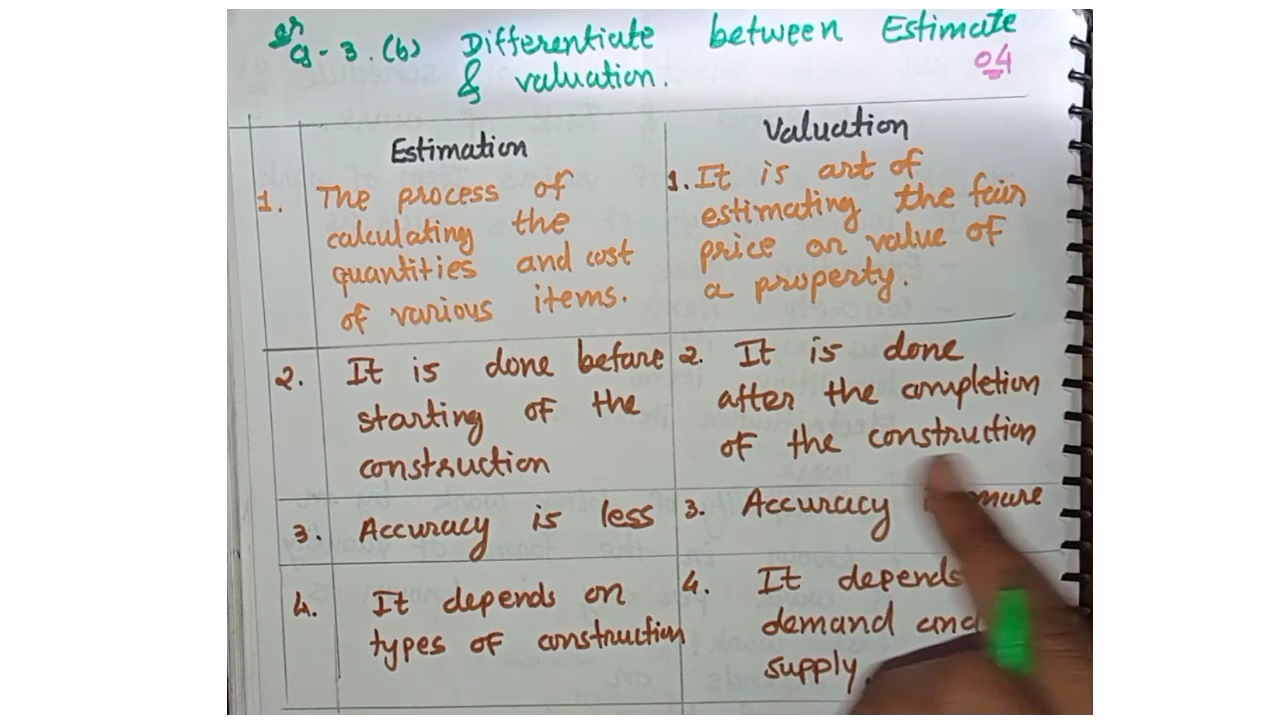 Q-3.(b) Differentiate between Estimate
& valuation.
04
Estimation
Valuation
1. The process of
calculating the
quantities and cost
of various items.
1. It is art of
estimating the fair
price or value of
a property.
2. It is done before
starting of the
construction
2. It is done
after the completion
of the construction
3. Accuracy is less
3. Accuracy more
4. It depends on
types of construction
4. It depends
demand and
supply.